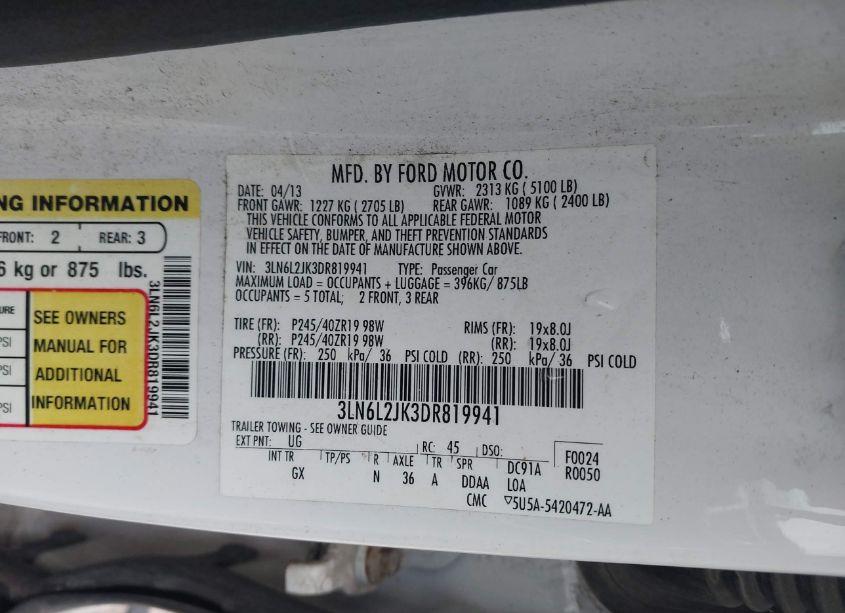 NG INFORMATION
FRONT: 2 REAR: 3
6 kg or 875 lbs.
URE
PSI
PSI
PSI
SEE OWNERS
MANUAL FOR
ADDITIONAL
INFORMATION
3LN6L2JK3DR819941
MFD. BY FORD MOTOR CO.
DATE: 04/13 GVWR: 2313 KG ( 5100 LB)
FRONT GAWR: 1227 KG ( 2705 LB) REAR GAWR: 1089 KG ( 2400 LB)
THIS VEHICLE CONFORMS TO ALL APPLICABLE FEDERAL MOTOR
VEHICLE SAFETY, BUMPER, AND THEFT PREVENTION STANDARDS
IN EFFECT ON THE DATE OF MANUFACTURE SHOWN ABOVE.
VIN: 3LN6L2JK3DR819941 TYPE: Passenger Car
MAXIMUM LOAD = OCCUPANTS + LUGGAGE = 396KG/ 875LB
OCCUPANTS = 5 TOTAL; 2 FRONT, 3 REAR
TIRE (FR): P245/40ZR19 98W RIMS (FR): 19x8.0J
(RR): P245/40ZR19 98W (RR): 19x8.0J
PRESSURE (FR): 250 kPa/ 36 PSI COLD (RR): 250 kPa/ 36 PSI COLD
3LN6L2JK3DR819941
TRAILER TOWING - SEE OWNER GUIDE
EXT PNT: UG RC: 45 DSO: F0024
INT TR TP/PS R AXLE TR SPR DC91A R0050
GX N 36 A DDAA LOA
CMC ▽5U5A-5420472-AA